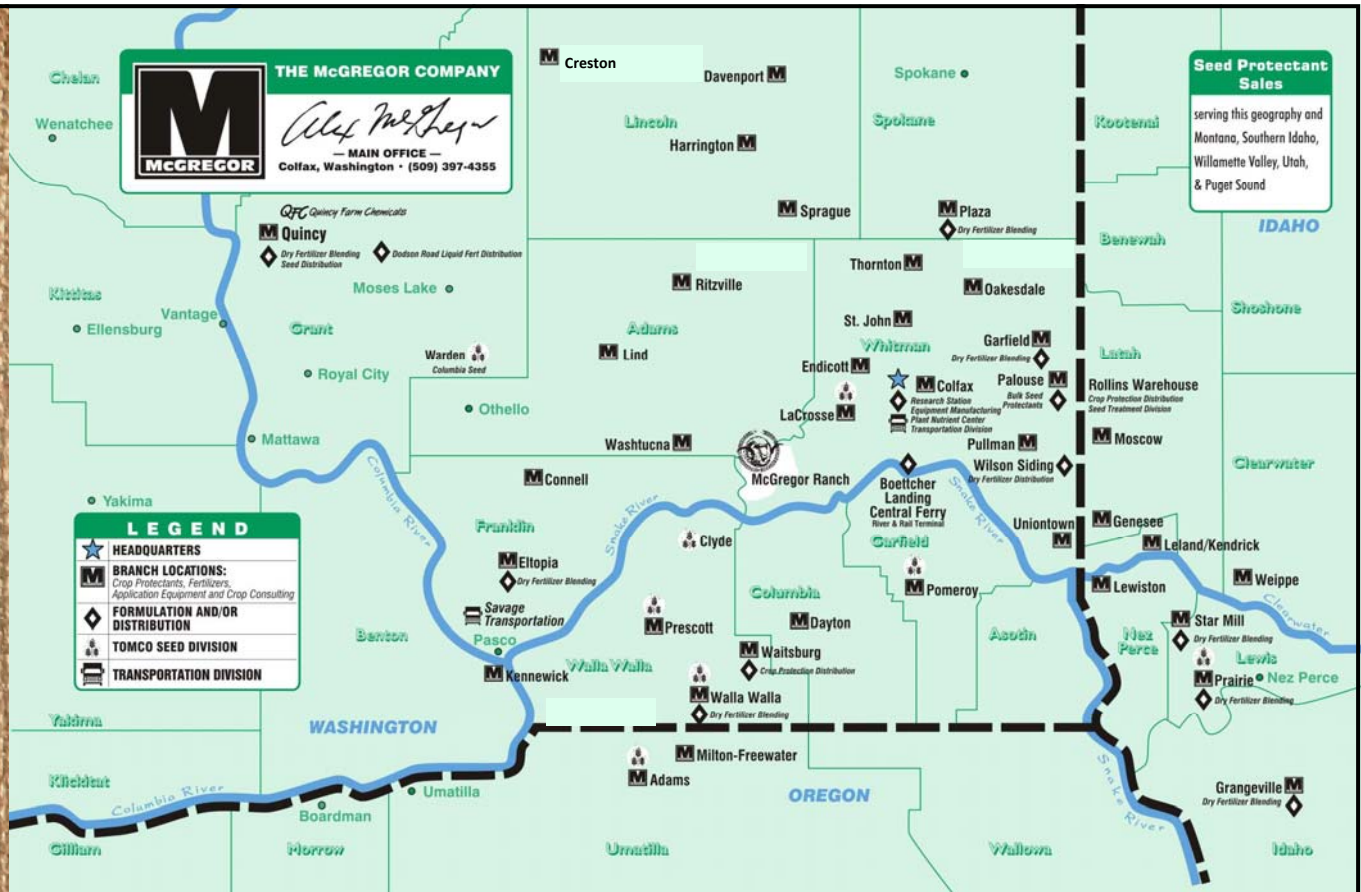 THE McGREGOR COMPANY
M
McGREGOR
Alex McGregor
— MAIN OFFICE —
Colfax, Washington • (509) 397-4355
Seed Protectant
Sales
serving this geography and
Montana, Southern Idaho,
Willamette Valley, Utah,
& Puget Sound
Chelan
Wenatchee
M Creston
Davenport M
Spokane
Lincoln
Spokane
Kootenai
Harrington M
QFC Quincy Farm Chemicals
M Quincy
Dry Fertilizer Blending
Seed Distribution
Dodson Road Liquid Fert Distribution
M Sprague
M Plaza
Dry Fertilizer Blending
IDAHO
Benewah
Thornton M
Kittitas
Moses Lake
M Ritzville
M Oakesdale
Shoshone
Vantage
Ellensburg
Grant
Adams
St. John M
Whitman
Garfield M
Dry Fertilizer Blending
Latah
Warden
Columbia Seed
M Lind
Endicott M
Royal City
M Colfax
Research Station
Equipment Manufacturing
Plant Nutrient Center
Transportation Division
Palouse M
Bulk Seed
Protectants
Rollins Warehouse
Crop Protection Distribution
Seed Treatment Division
Othello
LaCrosse M
Mattawa
Washtucna M
Pullman M
M Moscow
Columbia River
M Connell
McGregor Ranch
Wilson Siding
Dry Fertilizer Distribution
Clearwater
Yakima
Boettcher
Landing
Central Ferry
River & Rail Terminal
Snake River
Snake River
LEGEND
HEADQUARTERS
M BRANCH LOCATIONS:
Crop Protectants, Fertilizers,
Application Equipment and Crop Consulting
FORMULATION AND/OR
DISTRIBUTION
TOMCO SEED DIVISION
TRANSPORTATION DIVISION
Franklin
Clyde
Garfield
Uniontown
M
M Genesee
M Leland/Kendrick
M Eltopia
Dry Fertilizer Blending
Columbia
M Pomeroy
M Lewiston
M Weippe
Clearwater
Savage
Transportation
Benton
Pasco
M Prescott
M Dayton
Asotin
Nez
Perce
M Star Mill
Dry Fertilizer Blending
M Kennewick
Walla Walla
M Waitsburg
Crop Protection Distribution
Lewis
M Prairie
Dry Fertilizer Blending
Nez Perce
M Walla Walla
Dry Fertilizer Blending
Yakima
WASHINGTON
M Milton-Freewater
M Adams
Klickitat
Columbia River
Umatilla
Boardman
OREGON
Snake
River
Grangeville M
Dry Fertilizer Blending
Gilliam
Morrow
Umatilla
Wallowa
Idaho